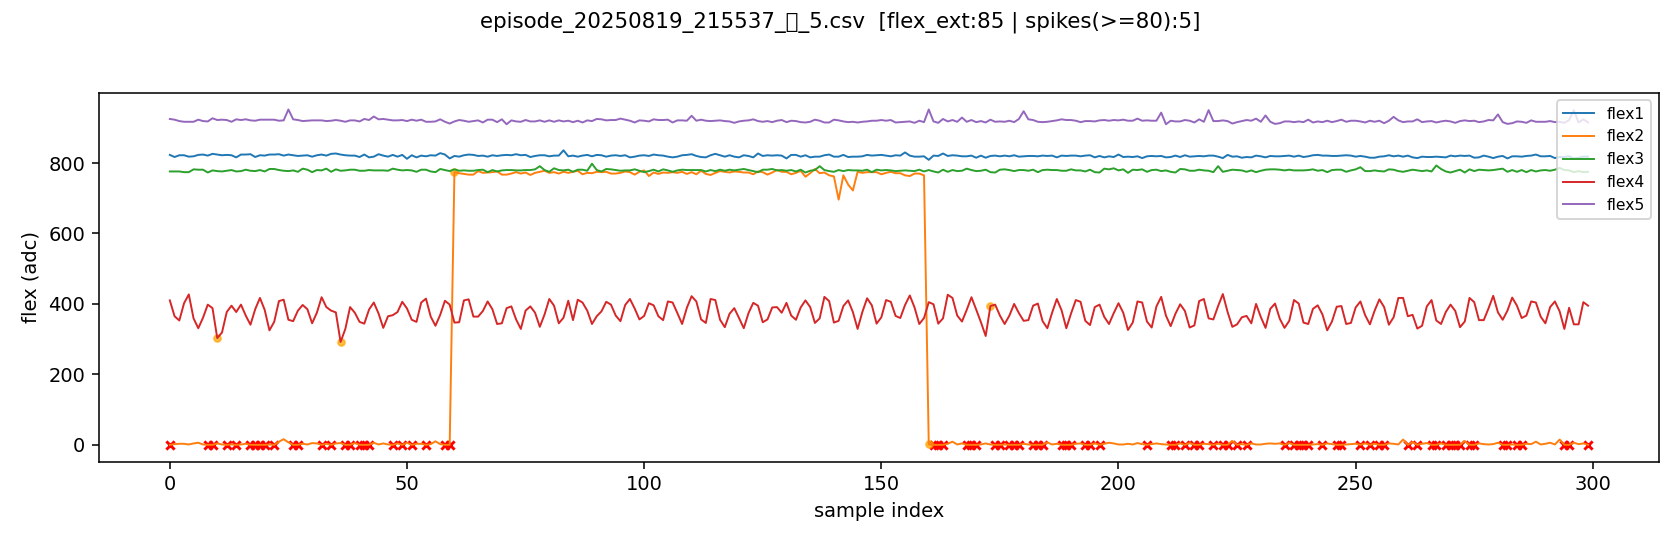 episode_20250819_215537_▯_5.csv  [flex_ext:85 | spikes(>=80):5]
flex1
flex2
flex3
flex4
flex5
800
600
400
200
0
flex (adc)
0 50 100 150 200 250 300
sample index